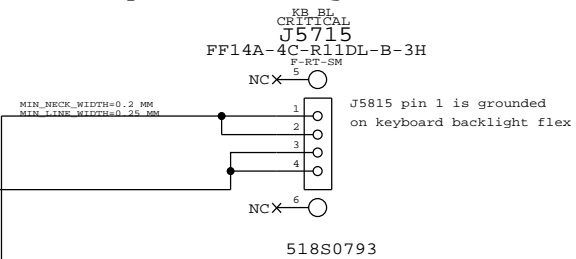 KB_BL
CRITICAL
J5715
FF14A-4C-R11DL-B-3H
F-RT-SM
NC 5
MIN_NECK_WIDTH=0.2 MM
MIN_LINE_WIDTH=0.25 MM
1
2
3
4
J5815 pin 1 is grounded
on keyboard backlight flex
NC 6
518S0793